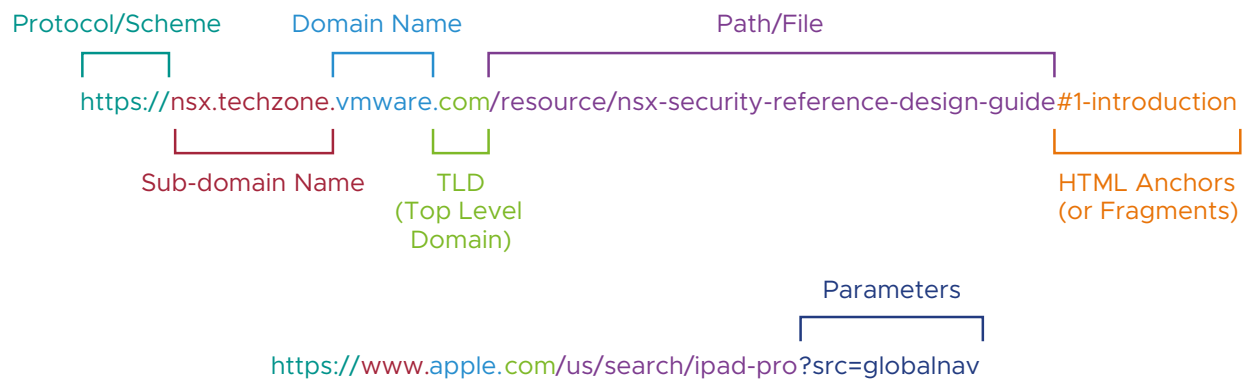 Protocol/Scheme Domain Name Path/File
https://nsx.techzone.vmware.com/resource/nsx-security-reference-design-guide#1-introduction
Sub-domain Name TLD HTML Anchors
(Top Level (or Fragments)
Domain)
Parameters
https://www.apple.com/us/search/ipad-pro?src=globalnav